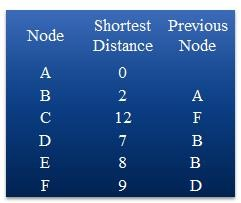 Node Shortest Distance Previous Node
A 0
B 2 A
C 12 F
D 7 B
E 8 B
F 9 D